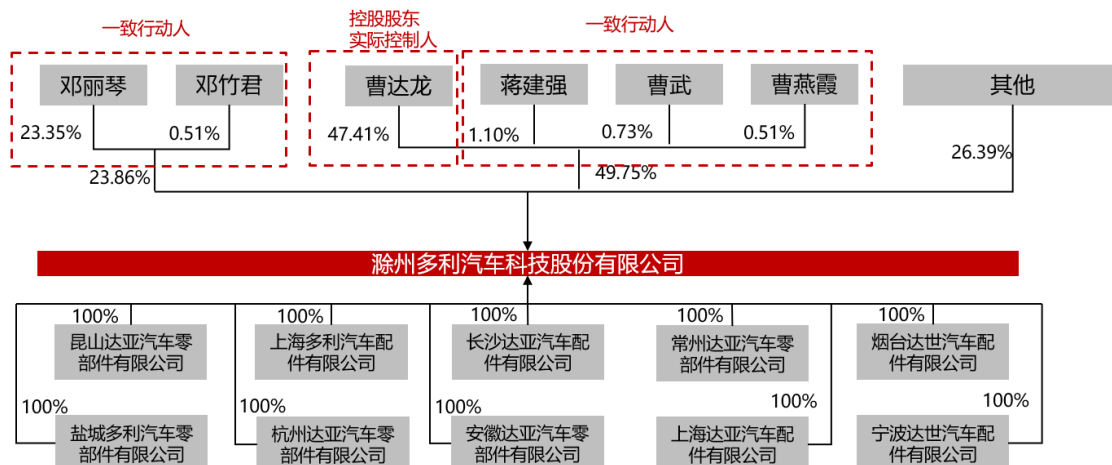 一致行动人
控股股东
实际控制人
一致行动人
邓丽琴
邓竹君
曹达龙
蒋建强
曹武
曹燕霞
其他
23.35%
0.51%
47.41%
1.10%
0.73%
0.51%
26.39%
23.86%
49.75%
滁州多利汽车科技股份有限公司
100%
100%
100%
100%
100%
昆山达亚汽车零
部件有限公司
上海多利汽车配
件有限公司
长沙达亚汽车配
件有限公司
常州达亚汽车零
部件有限公司
烟台达世汽车配
件有限公司
100%
100%
100%
100%
100%
盐城多利汽车零
部件有限公司
杭州达亚汽车零
部件有限公司
安徽达亚汽车零
部件有限公司
上海达亚汽车配
件有限公司
宁波达世汽车配
件有限公司